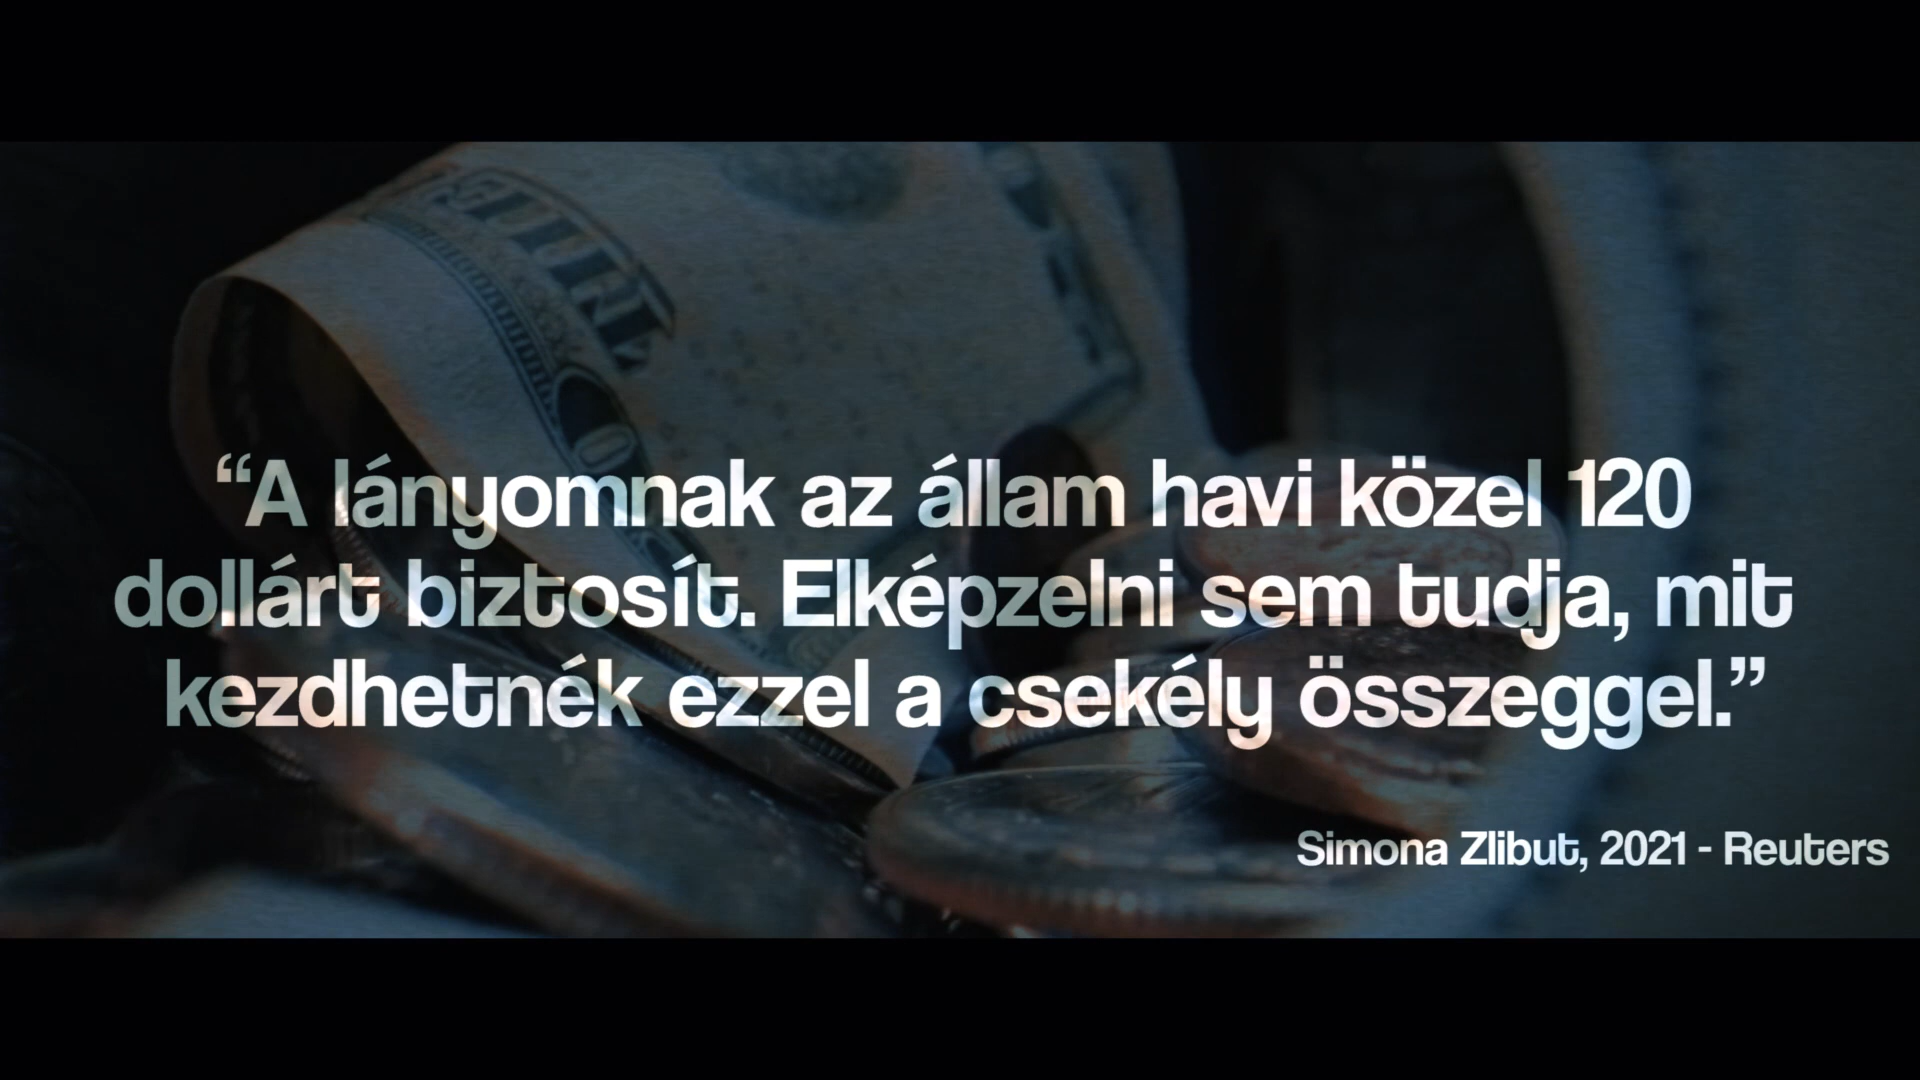 “A lányomnak az állam havi közel 120
dollárt biztosít. Elképzelni sem tudja, mit
kezdhetnék ezzel a csekély összeggel.”
Simona Zlibut, 2021 - Reuters